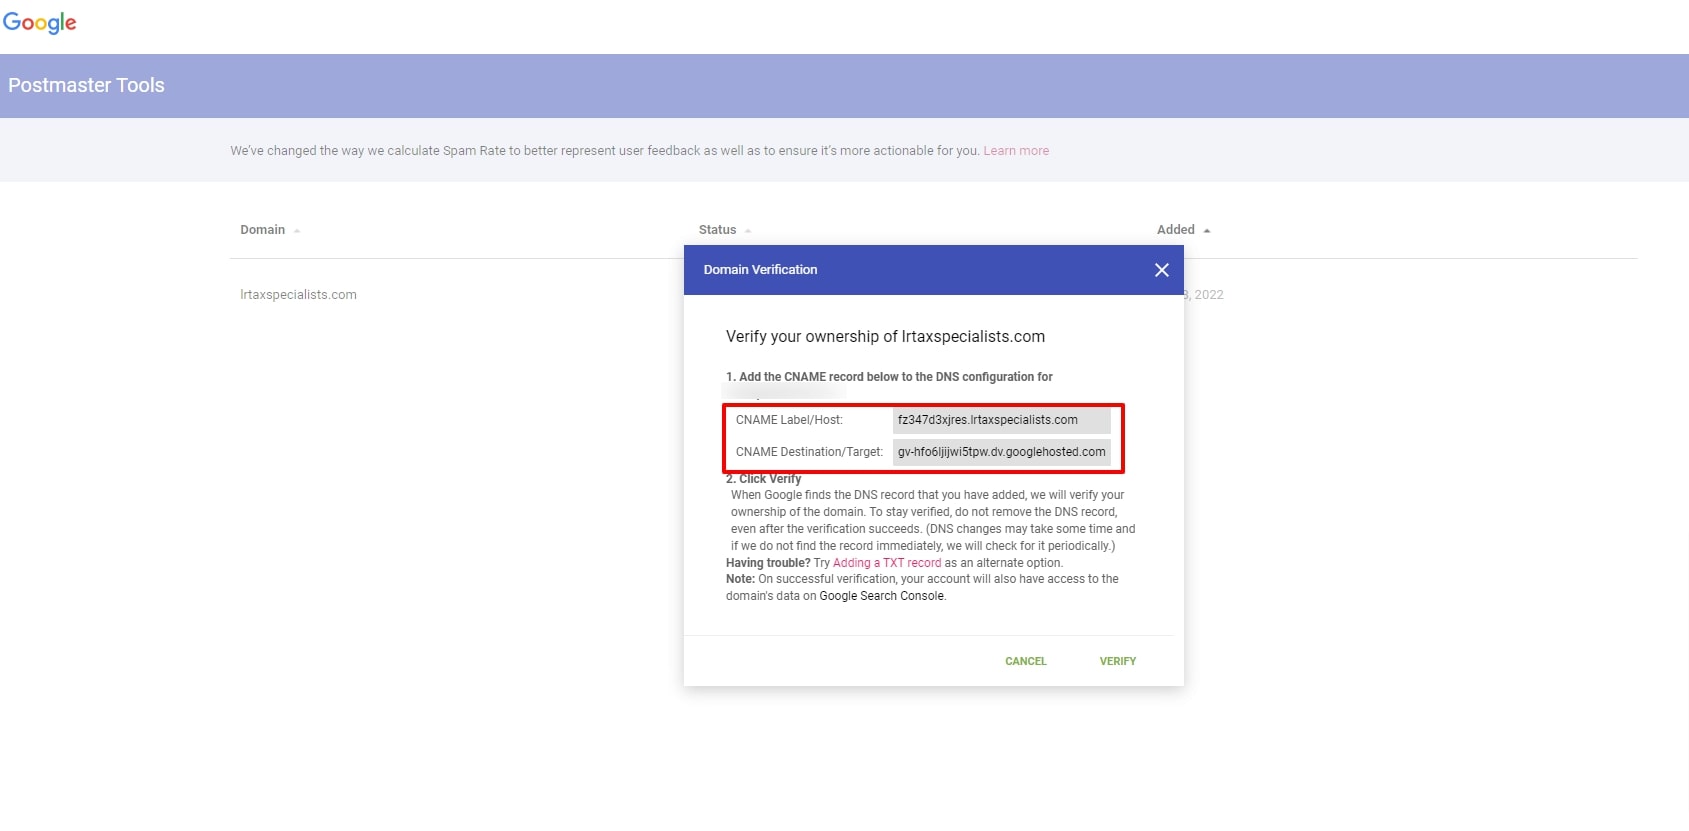 Google
Postmaster Tools
We've changed the way we calculate Spam Rate to better represent user feedback as well as to ensure it's more actionable for you. Learn more
Domain Status Added
lrtaxspecialists.com , 2022
Domain Verification
Verify your ownership of lrtaxspecialists.com
1. Add the CNAME record below to the DNS configuration for
CNAME Label/Host: fz347d3xjres.lrtaxspecialists.com
CNAME Destination/Target: gv-hfo6ljijwi5tpw.dv.googlehosted.com
2. Click Verify
When Google finds the DNS record that you have added, we will verify your
ownership of the domain. To stay verified, do not remove the DNS record,
even after the verification succeeds. (DNS changes may take some time and
if we do not find the record immediately, we will check for it periodically.)
Having trouble? Try Adding a TXT record as an alternate option.
Note: On successful verification, your account will also have access to the
domain's data on Google Search Console.
CANCEL VERIFY